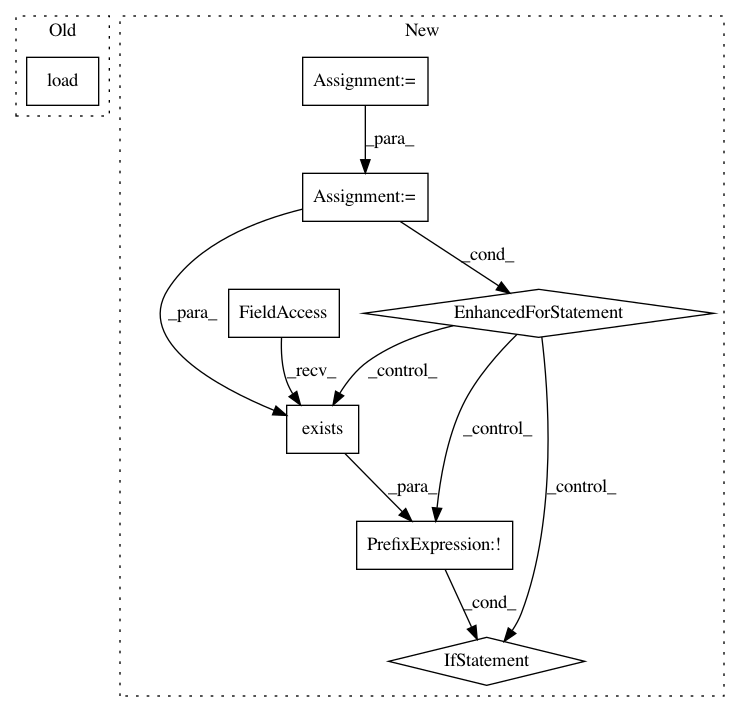 Old
New
load
Assignment:=
_para_
Assignment:=
_cond_
_para_
FieldAccess
EnhancedForStatement
_recv_
_control_
exists
_control_
_control_
_para_
PrefixExpression:!
_cond_
IfStatement